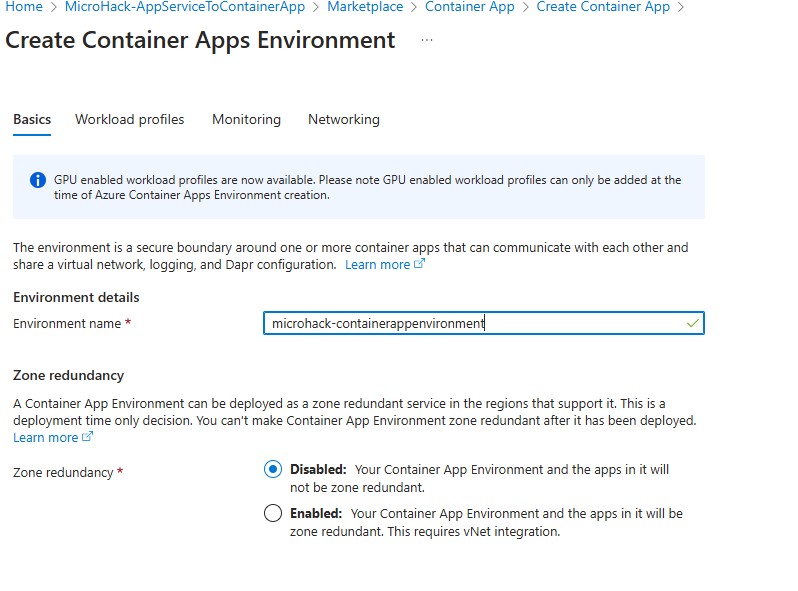 Home > MicroHack-AppServiceToContainerApp > Marketplace > Container App > Create Container App >
Create Container Apps Environment ...
Basics Workload profiles Monitoring Networking
GPU enabled workload profiles are now available. Please note GPU enabled workload profiles can only be added at the
time of Azure Container Apps Environment creation.
The environment is a secure boundary around one or more container apps that can communicate with each other and
share a virtual network, logging, and Dapr configuration. Learn more
Environment details
Environment name *
microhack-containerappenvironment
Zone redundancy
A Container App Environment can be deployed as a zone redundant service in the regions that support it. This is a
deployment time only decision. You can't make Container App Environment zone redundant after it has been deployed.
Learn more
Zone redundancy *
Disabled: Your Container App Environment and the apps in it will
not be zone redundant.
Enabled: Your Container App Environment and the apps in it will be
zone redundant. This requires vNet integration.